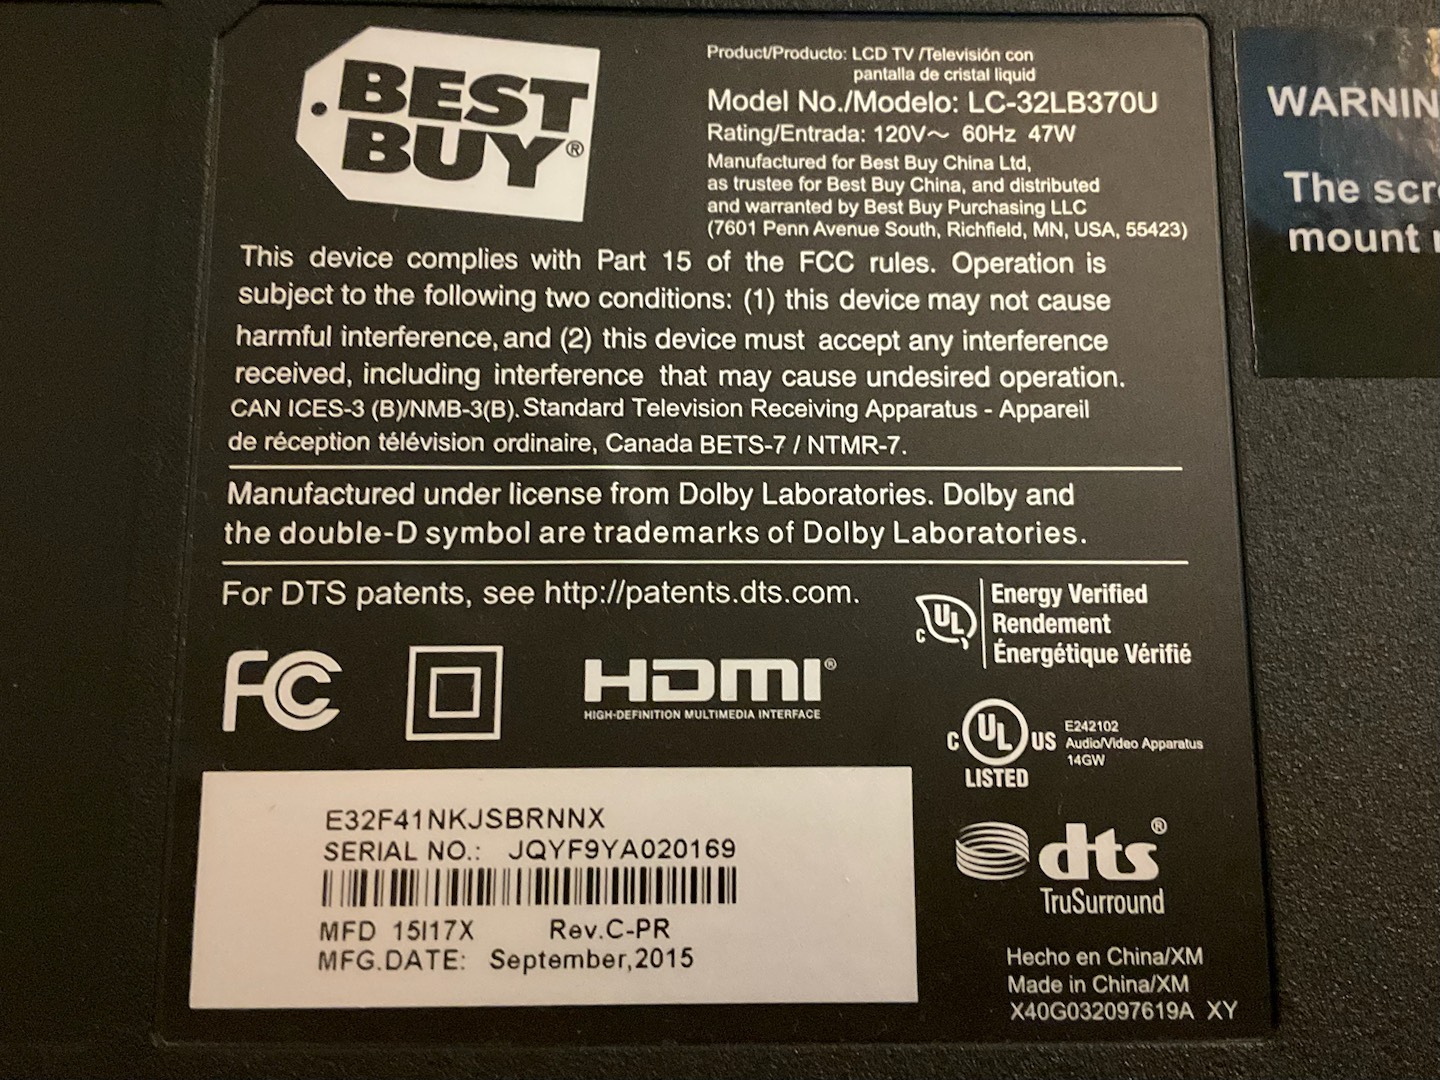 BEST
BUY®
Product/Producto: LCD TV /Televisión con
pantalla de cristal liquid
Model No./Modelo: LC-32LB370U
Rating/Entrada: 120V～ 60Hz 47W
Manufactured for Best Buy China Ltd,
as trustee for Best Buy China, and distributed
and warranted by Best Buy Purchasing LLC
(7601 Penn Avenue South, Richfield, MN, USA, 55423)
This device complies with Part 15 of the FCC rules. Operation is
subject to the following two conditions: (1) this device may not cause
harmful interference, and (2) this device must accept any interference
received, including interference that may cause undesired operation.
CAN ICES-3 (B)/NMB-3(B). Standard Television Receiving Apparatus - Appareil
de réception télévision ordinaire, Canada BETS-7 / NTMR-7.
Manufactured under license from Dolby Laboratories. Dolby and
the double-D symbol are trademarks of Dolby Laboratories.
For DTS patents, see http://patents.dts.com.
C UL
Energy Verified
Rendement
Énergétique Vérifié
FC
HDMI®
HIGH-DEFINITION MULTIMEDIA INTERFACE
C UL US
LISTED
E242102
Audio/Video Apparatus
14GW
dts®
TruSurround
E32F41NKJSBRNNX
SERIAL NO.: JQYF9YA020169
MFD 15I17X Rev.C-PR
MFG.DATE: September,2015
Hecho en China/XM
Made in China/XM
X40G032097619A XY
The
mount